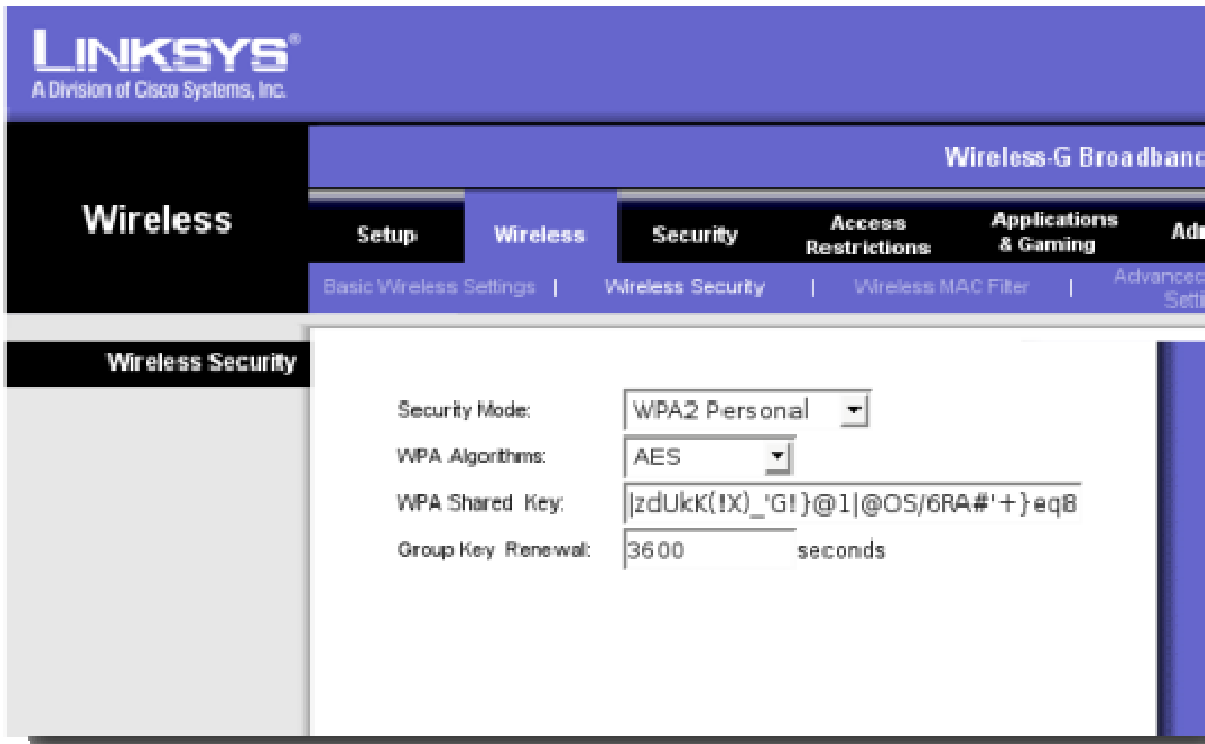 LINKSYS®
A Division of Cisco Systems, Inc.
Wireless-G Broadband
Wireless
Setup
Wireless
Security
Access Restrictions
Applications & Gaming
Basic Wireless Settings | Wireless Security | Wireless MAC Filter | Advanced
Wireless Security
Security Mode: WPA2 Personal
WPA Algorithms: AES
WPA Shared Key: |zdUkK(!X)_'G!}@1|@OS/6RA#'+}eq8
Group Key Renewal: 3600 seconds